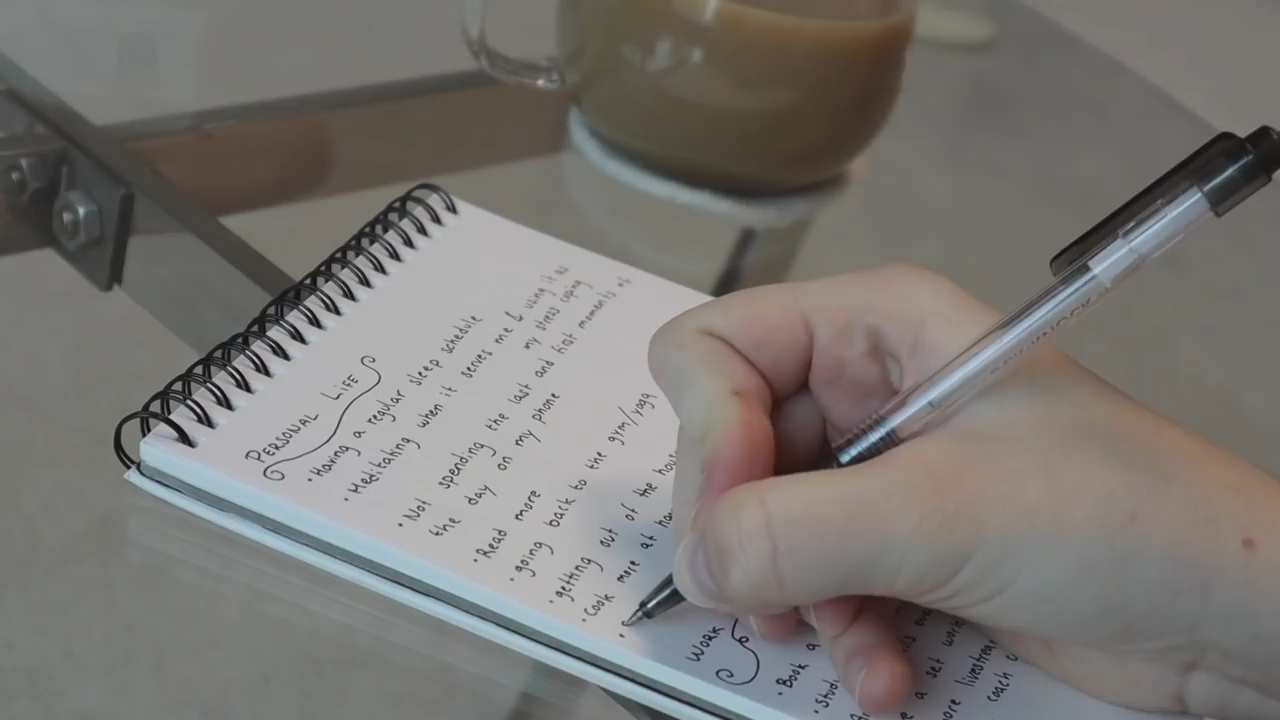 PERSONAL LIFE
• Having a regular sleep schedule
• Meditating when it serves me & using it as
my stress coping
• Not spending the last and first moments of
the day on my phone
• Read more
• going back to the gym/yoga
• getting out of the
• Cook more at
WORK
• Book a
a set
coach